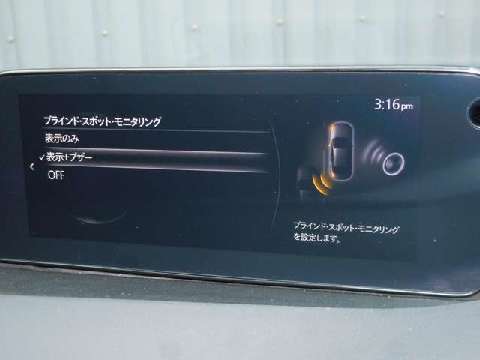 3:16pm
ブラインド・スポット・モニタリング
表示のみ
✓表示+ブザー
OFF
ブラインド・スポット・モニタリング
を設定します。